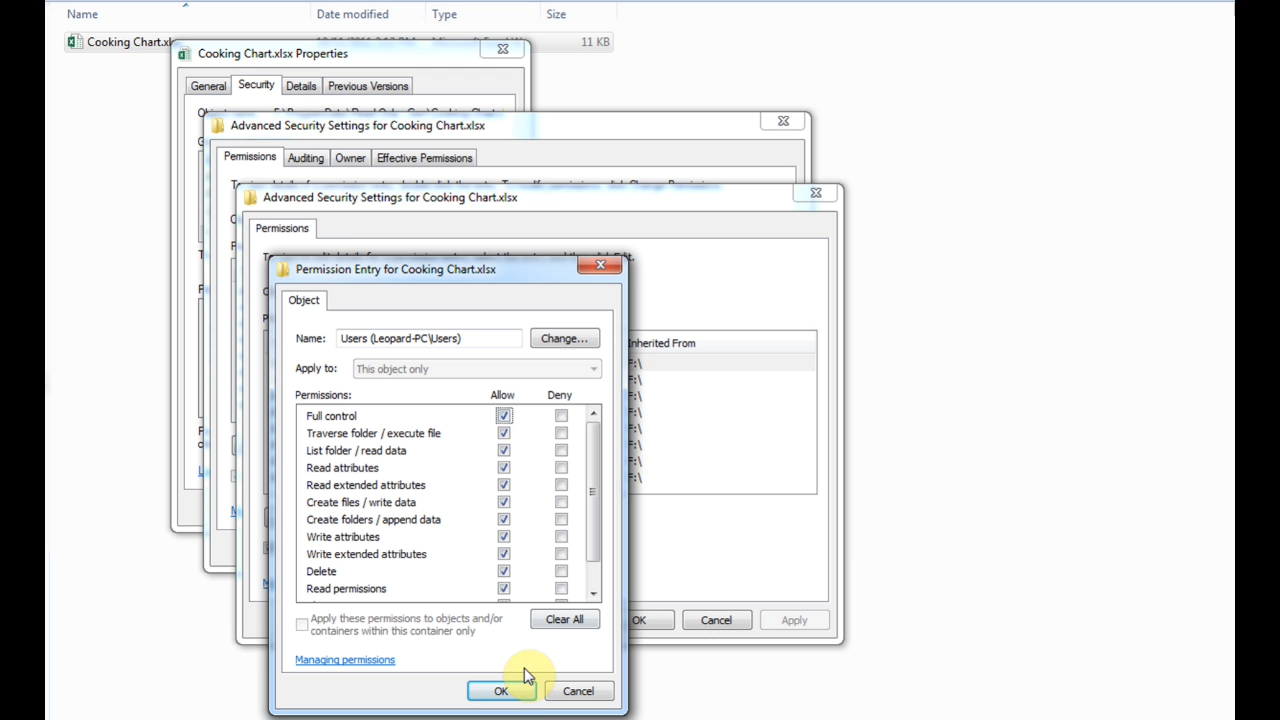 Name Date modified Type Size
Cooking Chart.xl 11 KB
Cooking Chart.xlsx Properties
General Security Details Previous Versions
Advanced Security Settings for Cooking Chart.xlsx
Permissions Auditing Owner Effective Permissions
Advanced Security Settings for Cooking Chart.xlsx
Permissions
Permission Entry for Cooking Chart.xlsx
Object
Name: Users (Leopard-PC\Users) Change...
Apply to: This object only
Permissions: Allow Deny
Full control
Traverse folder / execute file
List folder / read data
Read attributes
Read extended attributes
Create files / write data
Create folders / append data
Write attributes
Write extended attributes
Delete
Read permissions
Apply these permissions to objects and/or
containers within this container only
Clear All
Managing permissions
OK Cancel
Inherited From
F:\
F:\
F:\
F:\
F:\
F:\
F:\
F:\
OK Cancel Apply